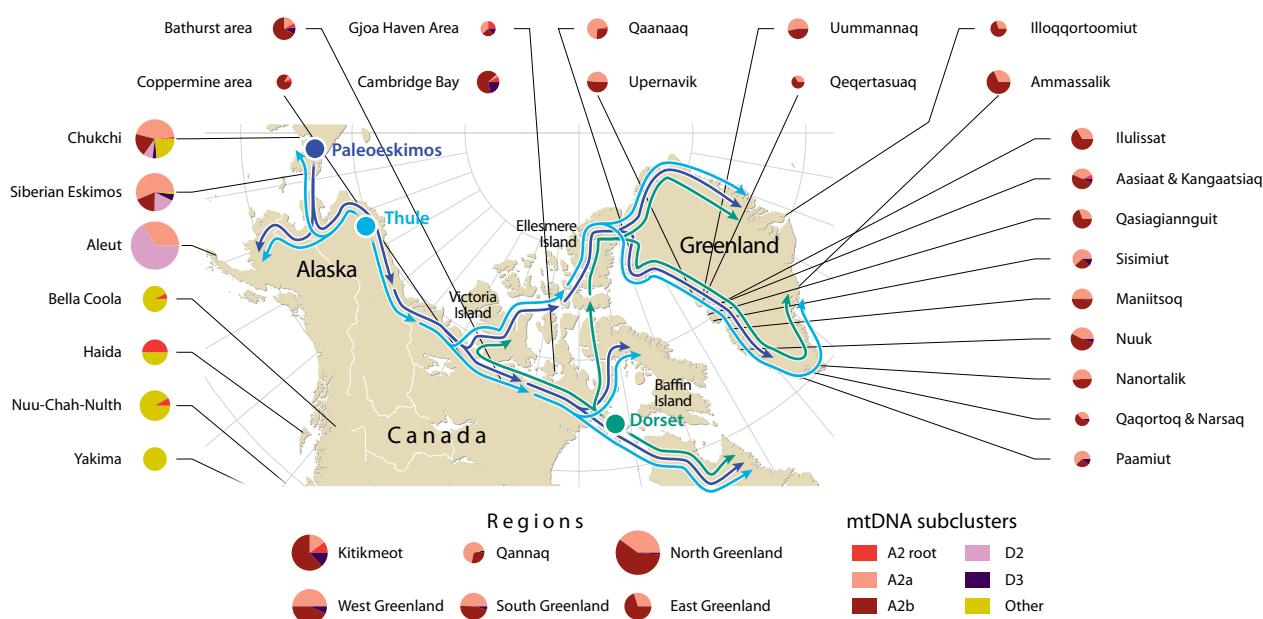 Bathurst area
Gjoa Haven Area
Qaanaaq
Uummannaq
Illoqqortoomiut
Coppermine area
Cambridge Bay
Upernavik
Qeqertasuaq
Ammassalik
Chukchi
Siberian Eskimos
Aleut
Bella Coola
Haida
Nuu-Chah-Nulth
Yakima
Paleoeskimos
Thule
Alaska
Victoria
Island
Ellesmere
Island
Greenland
Baffin
Island
Dorset
Canada
Ilulissat
Aasiaat & Kangaatsiaq
Qasiagiannguit
Sisimiut
Maniitsoq
Nuuk
Nanortalik
Qaqortoq & Narsaq
Paamiut
Regions
Kitikmeot
Qannaq
North Greenland
West Greenland
South Greenland
East Greenland
mtDNA subclusters
A2 root
D2
A2a
D3
A2b
Other